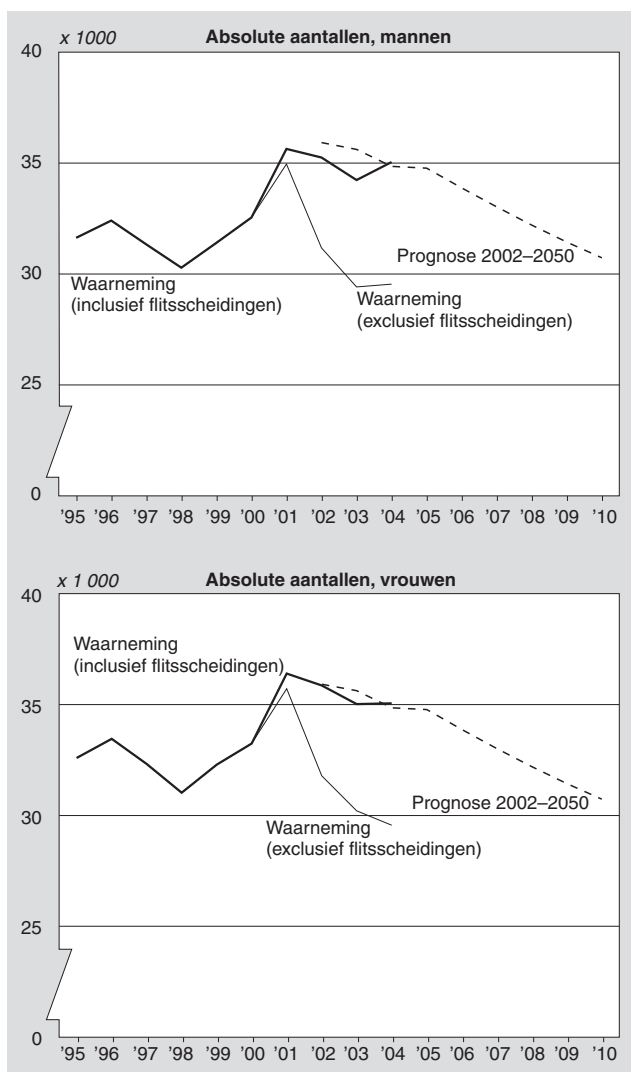 x 1000 Absolute aantallen, mannen
40
35
30
25
0
Prognose 2002–2050
Waarneming
(inclusief flitsscheidingen)
Waarneming
(exclusief flitsscheidingen)
'95 '96 '97 '98 '99 '00 '01 '02 '03 '04 '05 '06 '07 '08 '09 '10
x 1 000 Absolute aantallen, vrouwen
40
35
30
25
0
Waarneming
(inclusief flitsscheidingen)
Prognose 2002–2050
Waarneming
(exclusief flitsscheidingen)
'95 '96 '97 '98 '99 '00 '01 '02 '03 '04 '05 '06 '07 '08 '09 '10